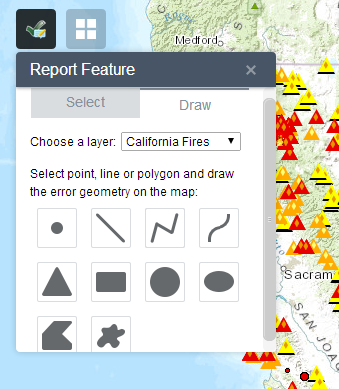 Medford
Report Feature
Select
Draw
Choose a layer: California Fires
Select point, line or polygon and draw
the error geometry on the map:
Sacram
SAN JOAQ